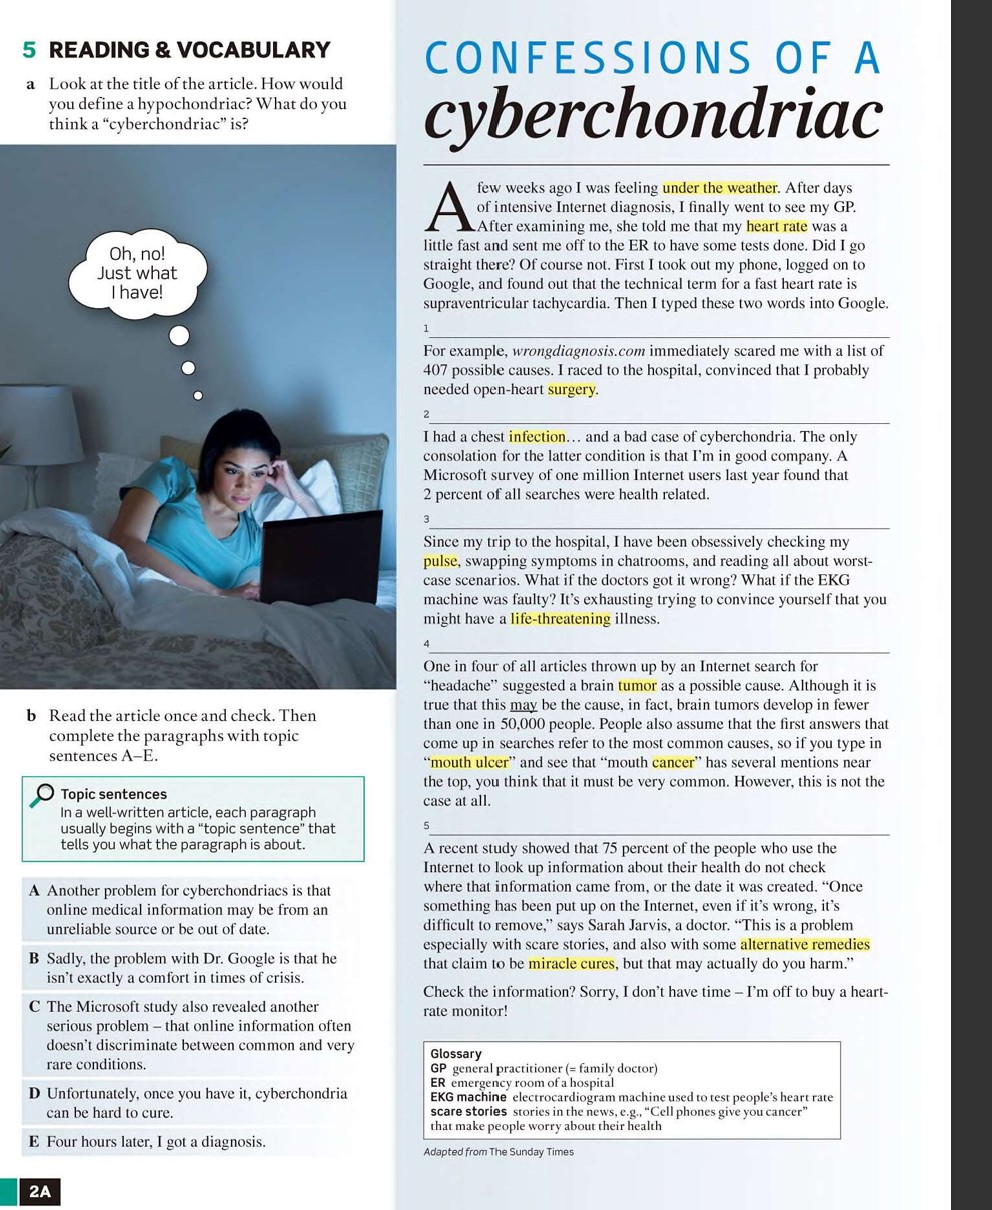 5 READING & VOCABULARY
a Look at the title of the article. How would
you define a hypochondriac? What do you
think a “cyberchondriac” is?
Oh, no!
Just what
I have!
b Read the article once and check. Then
complete the paragraphs with topic
sentences A–E.
Topic sentences
In a well-written article, each paragraph
usually begins with a “topic sentence” that
tells you what the paragraph is about.
A Another problem for cyberchondriacs is that
online medical information may be from an
unreliable source or be out of date.
B Sadly, the problem with Dr. Google is that he
isn’t exactly a comfort in times of crisis.
C The Microsoft study also revealed another
serious problem – that online information often
doesn’t discriminate between common and very
rare conditions.
D Unfortunately, once you have it, cyberchondria
can be hard to cure.
E Four hours later, I got a diagnosis.
2A
CONFESSIONS OF A
cyberchondriac
A few weeks ago I was feeling under the weather. After days
of intensive Internet diagnosis, I finally went to see my GP.
After examining me, she told me that my heart rate was a
little fast and sent me off to the ER to have some tests done. Did I go
straight there? Of course not. First I took out my phone, logged on to
Google, and found out that the technical term for a fast heart rate is
supraventricular tachycardia. Then I typed these two words into Google.
1
For example, wrongdiagnosis.com immediately scared me with a list of
407 possible causes. I raced to the hospital, convinced that I probably
needed open-heart surgery.
2
I had a chest infection… and a bad case of cyberchondria. The only
consolation for the latter condition is that I’m in good company. A
Microsoft survey of one million Internet users last year found that
2 percent of all searches were health related.
3
Since my trip to the hospital, I have been obsessively checking my
pulse, swapping symptoms in chatrooms, and reading all about worst-
case scenarios. What if the doctors got it wrong? What if the EKG
machine was faulty? It’s exhausting trying to convince yourself that you
might have a life-threatening illness.
4
One in four of all articles thrown up by an Internet search for
“headache” suggested a brain tumor as a possible cause. Although it is
true that this may be the cause, in fact, brain tumors develop in fewer
than one in 50,000 people. People also assume that the first answers that
come up in searches refer to the most common causes, so if you type in
“mouth ulcer” and see that “mouth cancer” has several mentions near
the top, you think that it must be very common. However, this is not the
case at all.
5
A recent study showed that 75 percent of the people who use the
Internet to look up information about their health do not check
where that information came from, or the date it was created. “Once
something has been put up on the Internet, even if it’s wrong, it’s
difficult to remove,” says Sarah Jarvis, a doctor. “This is a problem
especially with scare stories, and also with some alternative remedies
that claim to be miracle cures, but that may actually do you harm.”
Check the information? Sorry, I don’t have time – I’m off to buy a heart-
rate monitor!
Glossary
GP general practitioner (= family doctor)
ER emergency room of a hospital
EKG machine electrocardiogram machine used to test people’s heart rate
scare stories stories in the news, e.g., “Cell phones give you cancer”
that make people worry about their health
Adapted from The Sunday Times